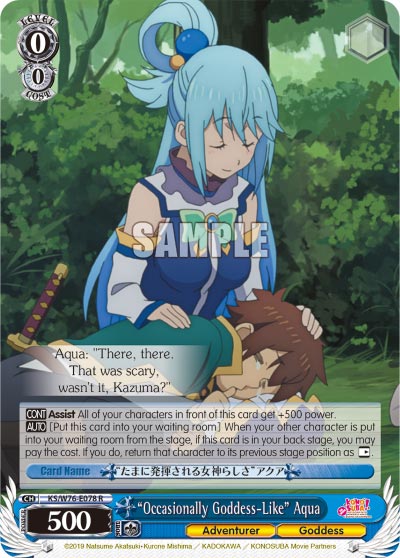 LEVEL
0
0
COST
SAMPLE
Aqua: "There, there.
That was scary,
wasn't it, Kazuma?"
CONT Assist All of your characters in front of this card get +500 power.
AUTO [Put this card into your waiting room] When your other character is put
into your waiting room from the stage, if this card is in your back stage, you may
pay the cost. If you do, return that character to its previous stage position as
Card Name
"たまに発揮される女神らしさ" アクア
CH KS/W76-E078 R
500
"Occasionally Goddess-Like" Aqua
Adventurer
Goddess
©2019 Natsume Akatsuki・Kurone Mishima / KADOKAWA / KONOSUBA Movie Partners